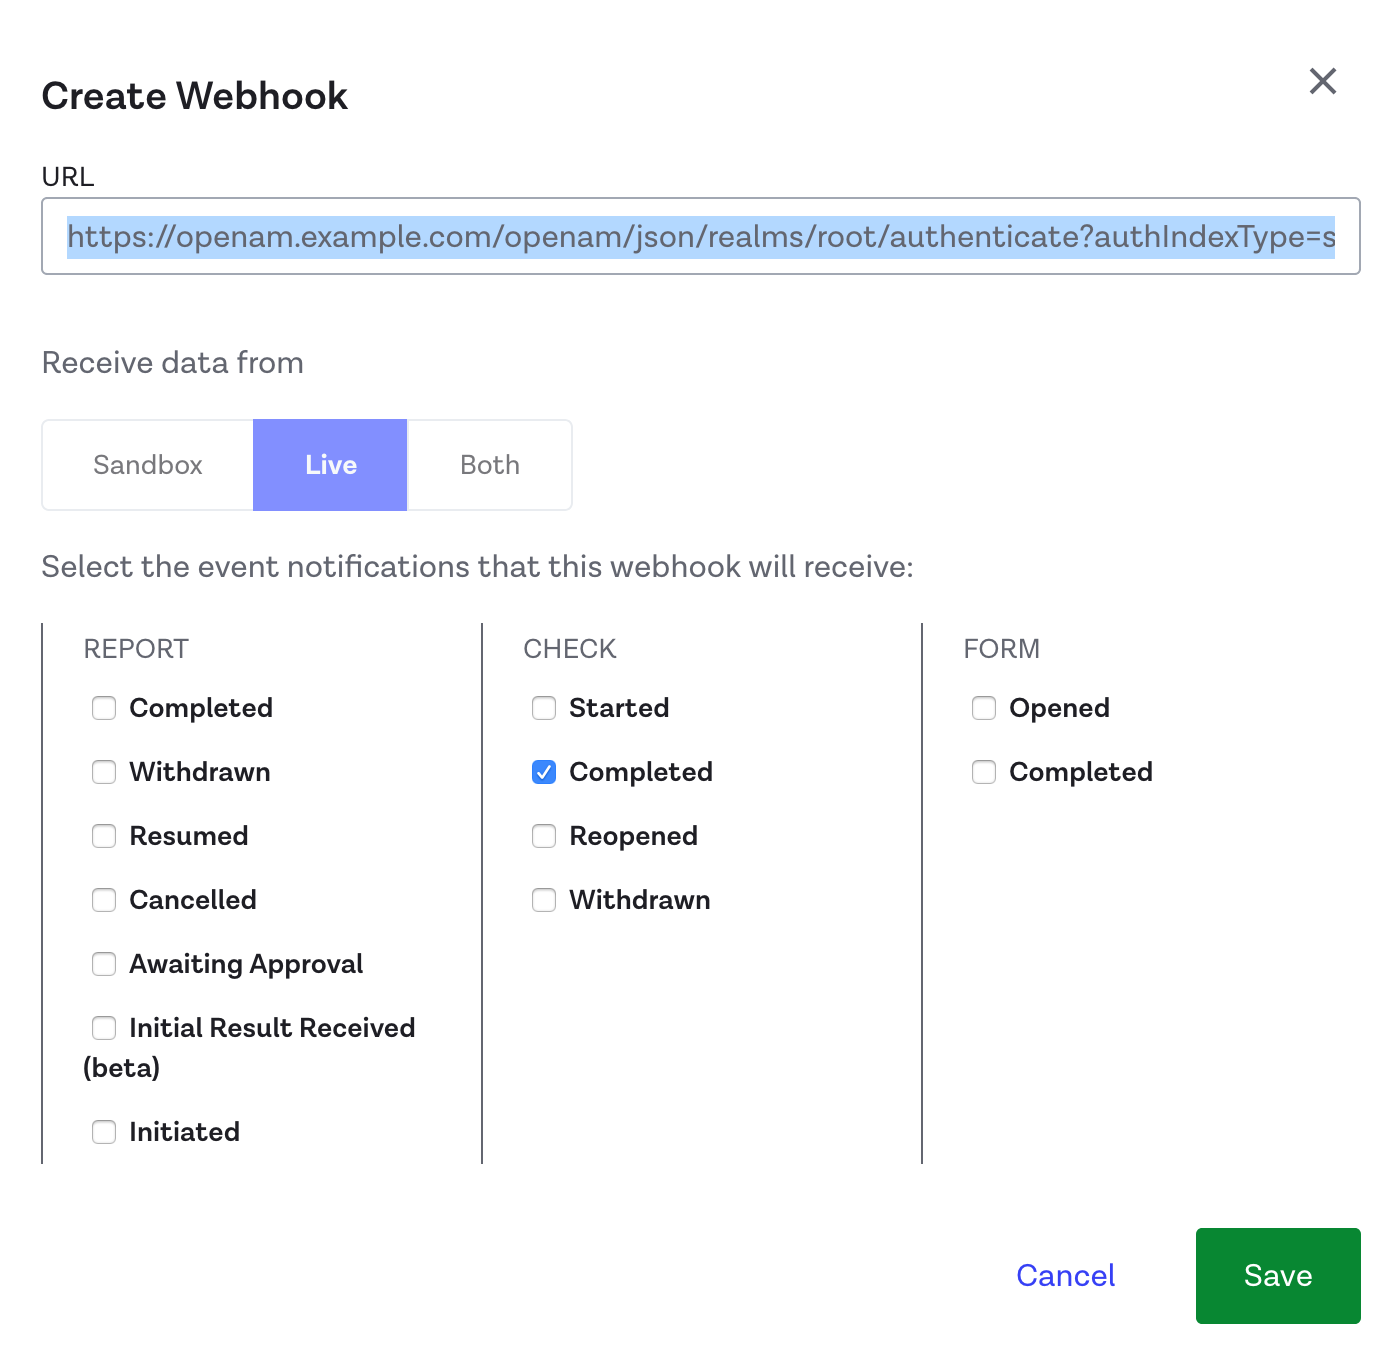 Create Webhook
URL
https://openam.example.com/openam/json/realms/root/authenticate?authIndexType=s
Receive data from
Sandbox Live Both
Select the event notifications that this webhook will receive:
REPORT
Completed
Withdrawn
Resumed
Cancelled
Awaiting Approval
Initial Result Received
(beta)
Initiated
CHECK
Started
Completed
Reopened
Withdrawn
FORM
Opened
Completed
Cancel Save